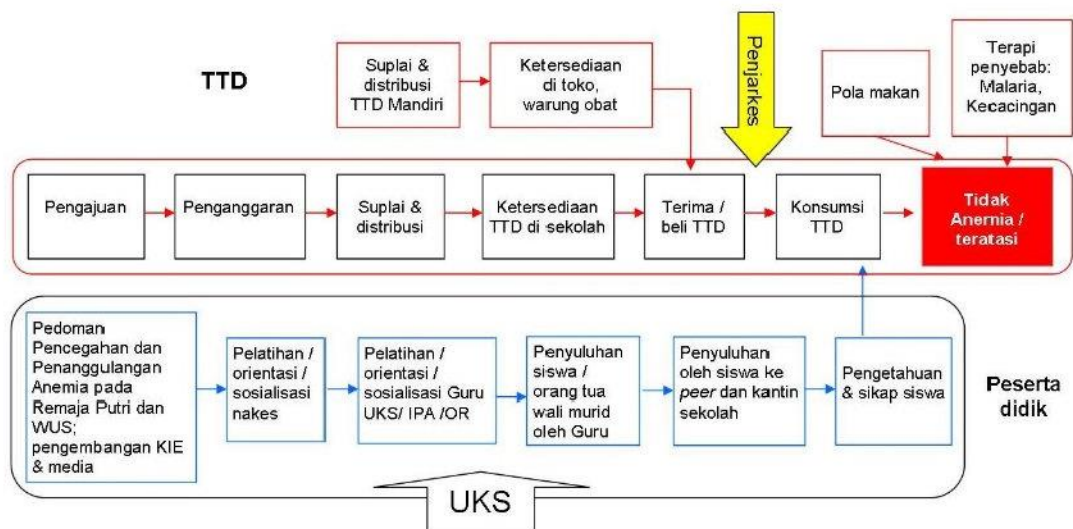 TTD
Suplai &
distribusi
TTD Mandiri
Ketersediaan
di toko,
warung obat
Penjarkes
Pola makan
Terapi
penyebab:
Malaria,
Kecacingan
Pengajuan
Penganggaran
Suplai &
distribusi
Ketersediaan
TTD di sekolah
Terima /
beli TTD
Konsumsi
TTD
Tidak
Anernia /
teratasi
Pedoman
Pencegahan dan
Penanggulangan
Anemia pada
Remaja Putri dan
WUS;
pengembangan KIE
& media
Pelatihan /
orientasi /
sosialisasi
nakes
Pelatihan /
orientasi /
sosialisasi Guru
UKS/ IPA /OR
Penyuluhan
siswa /
orang tua
wali murid
oleh Guru
Penyuluhan
oleh siswa ke
peer dan kantin
sekolah
Pengetahuan
& sikap siswa
Peserta
didik
UKS